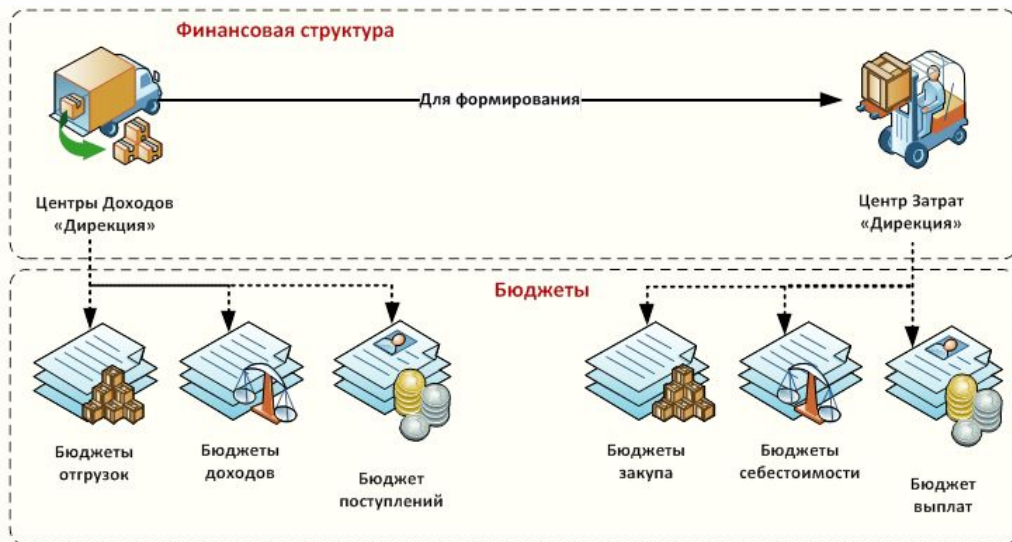 Финансовая структура
Для формирования
Центры Доходов
«Дирекция»
Центр Затрат
«Дирекция»
Бюджеты
Бюджеты
отгрузок
Бюджеты
доходов
Бюджет
поступлений
Бюджеты
закупа
Бюджеты
себестоимости
Бюджет
выплат